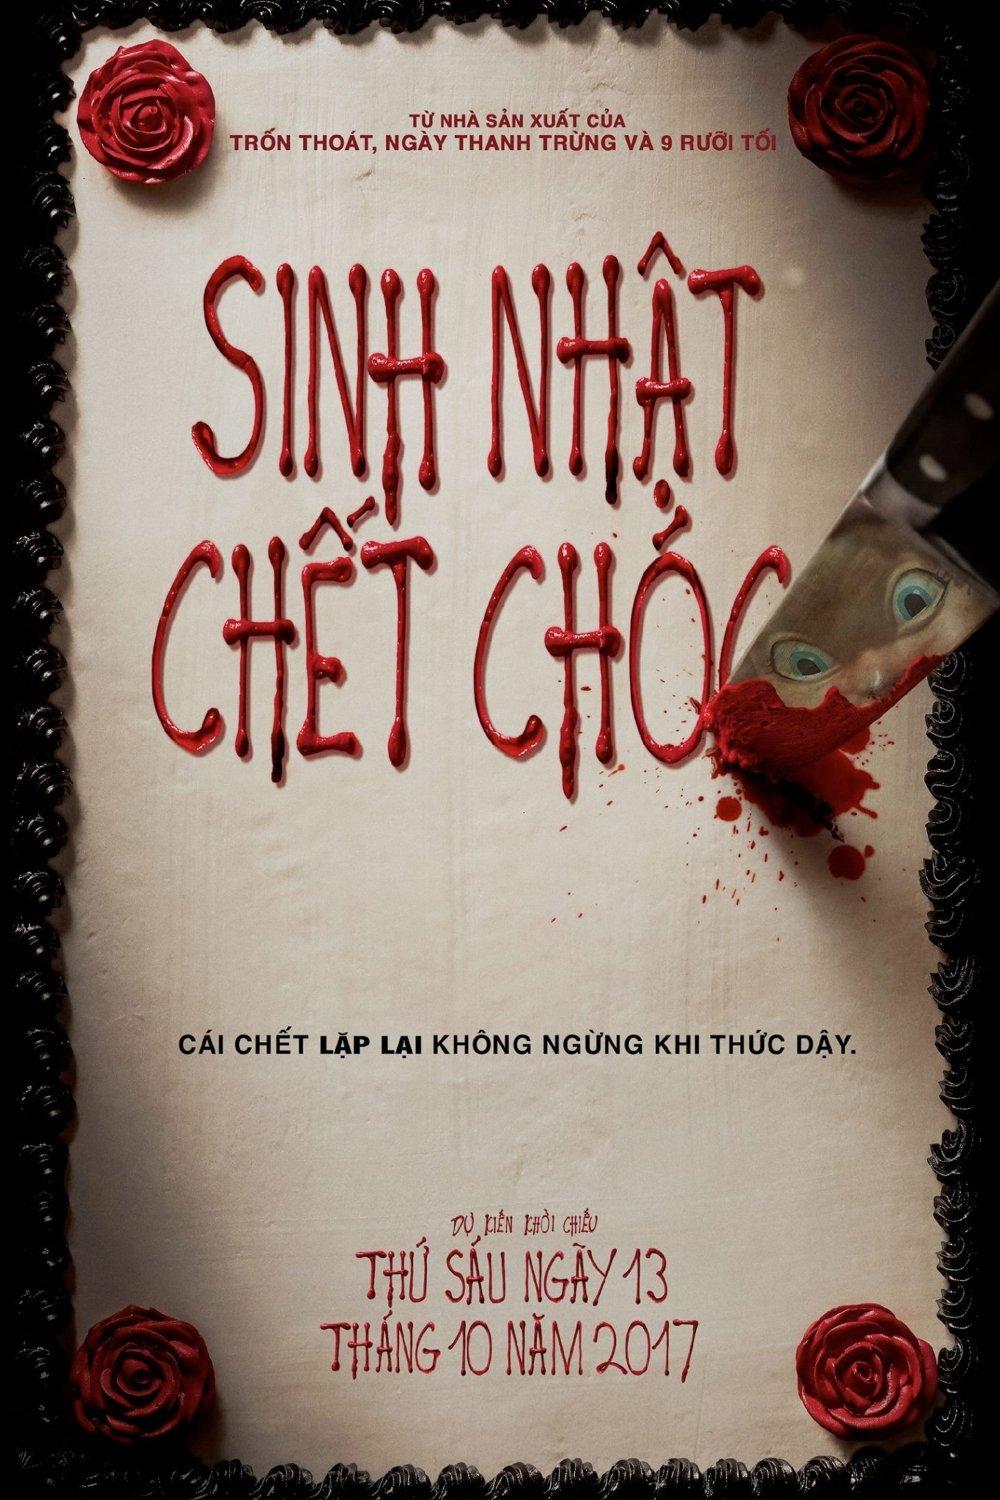 TỪ NHÀ SẢN XUẤT CỦA
TRỐN THOÁT, NGÀY THANH TRỪNG VÀ 9 RƯỠI TỐI
SINH NHẬT
CHẾT CHÓC
CÁI CHẾT LẶP LẠI KHÔNG NGỪNG KHI THỨC DẬY.
DỰ KIẾN KHỞI CHIẾU
THỨ SÁU NGÀY 13
THÁNG 10 NĂM 2017